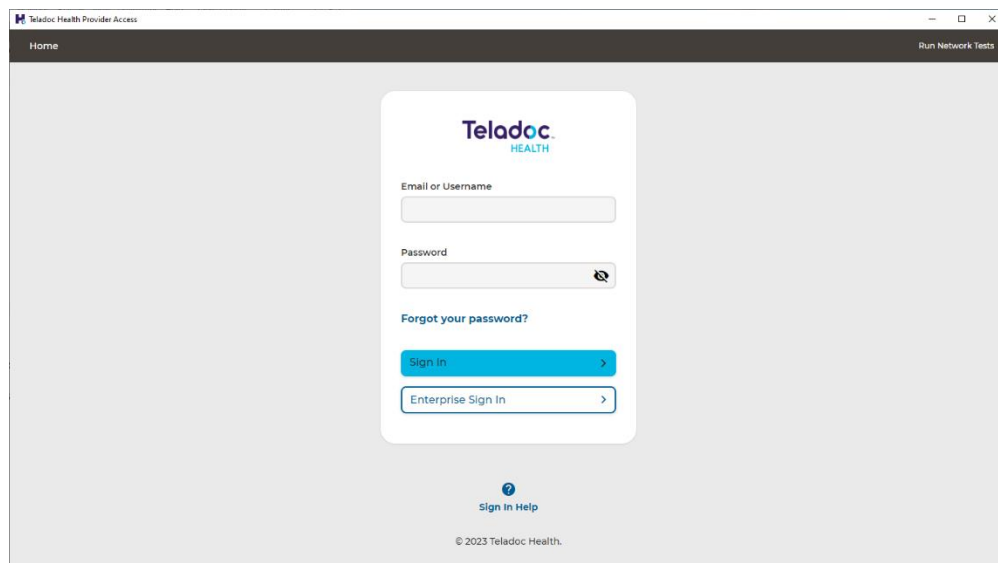 Teladoc Health Provider Access
Home
Run Network Tests
Teladoc™
HEALTH
Email or Username
Password
Forgot your password?
Sign In
Enterprise Sign In
Sign In Help
© 2023 Teladoc Health.